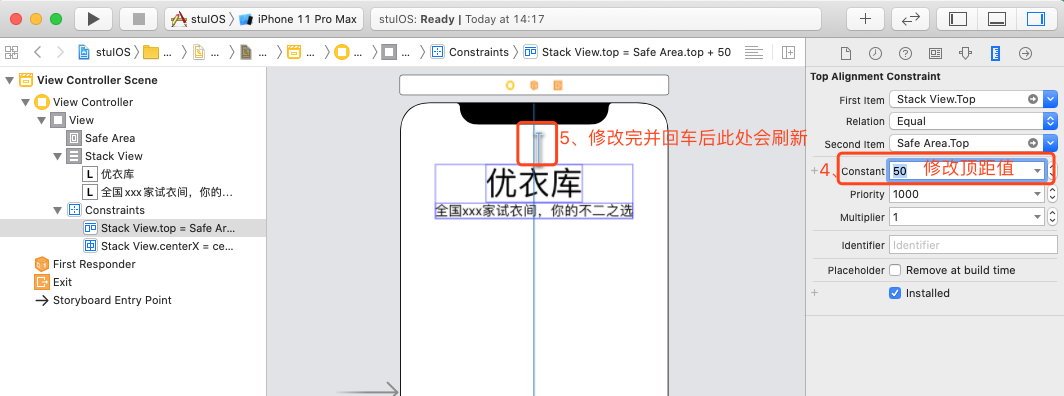 stuIOS
iPhone 11 Pro Max
stuIOS: Ready | Today at 14:17
stuIOS
...
...
...
...
...
...
...
Constraints
Stack View.top = Safe Area.top + 50
View Controller Scene
View Controller
View
Safe Area
Stack View
L 优衣库
L 全国xxx家试衣间，你的...
Constraints
Stack View.top = Safe Ar...
Stack View.centerX = ce...
First Responder
Exit
Storyboard Entry Point
5、修改完并回车后此处会刷新
优衣库
全国xxx家试衣间，你的不二之选
Top Alignment Constraint
First Item Stack View.Top
Relation Equal
Second Item Safe Area.Top
4、
Constant 50 修改顶距值
Priority 1000
Multiplier 1
Identifier Identifier
Placeholder Remove at build time
Installed